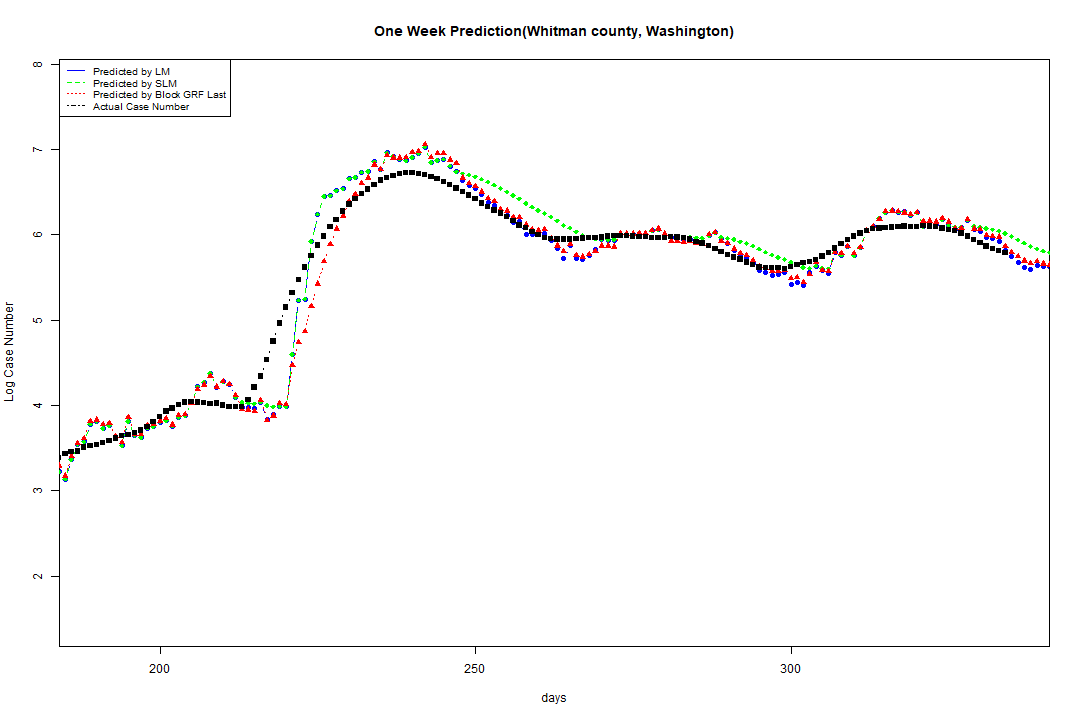 One Week Prediction(Whitman county, Washington)
Predicted by LM
Predicted by SLM
Predicted by Block GRF Last
Actual Case Number
8
7
6
5
4
3
2
Log Case Number
200
250
300
days